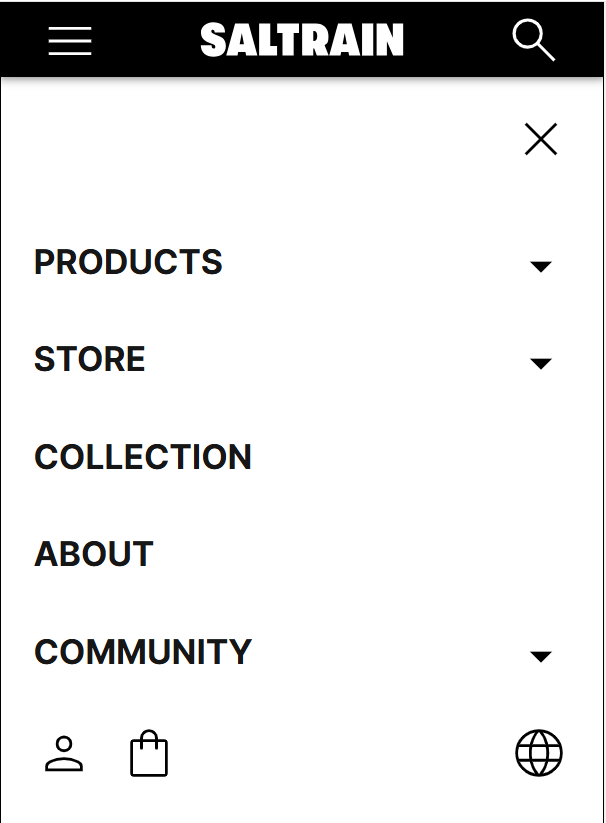 SALTRAIN
PRODUCTS
STORE
COLLECTION
ABOUT
COMMUNITY